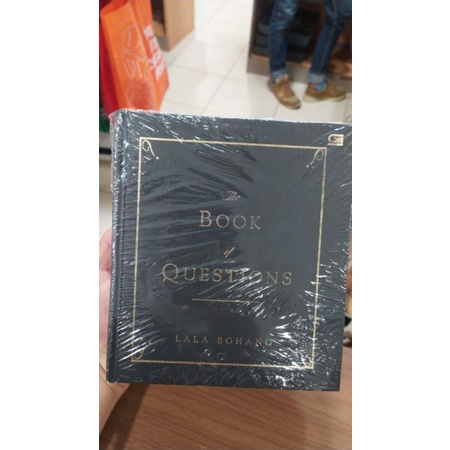 The
BOOK
of
QUESTIONS
LALA BOHANG